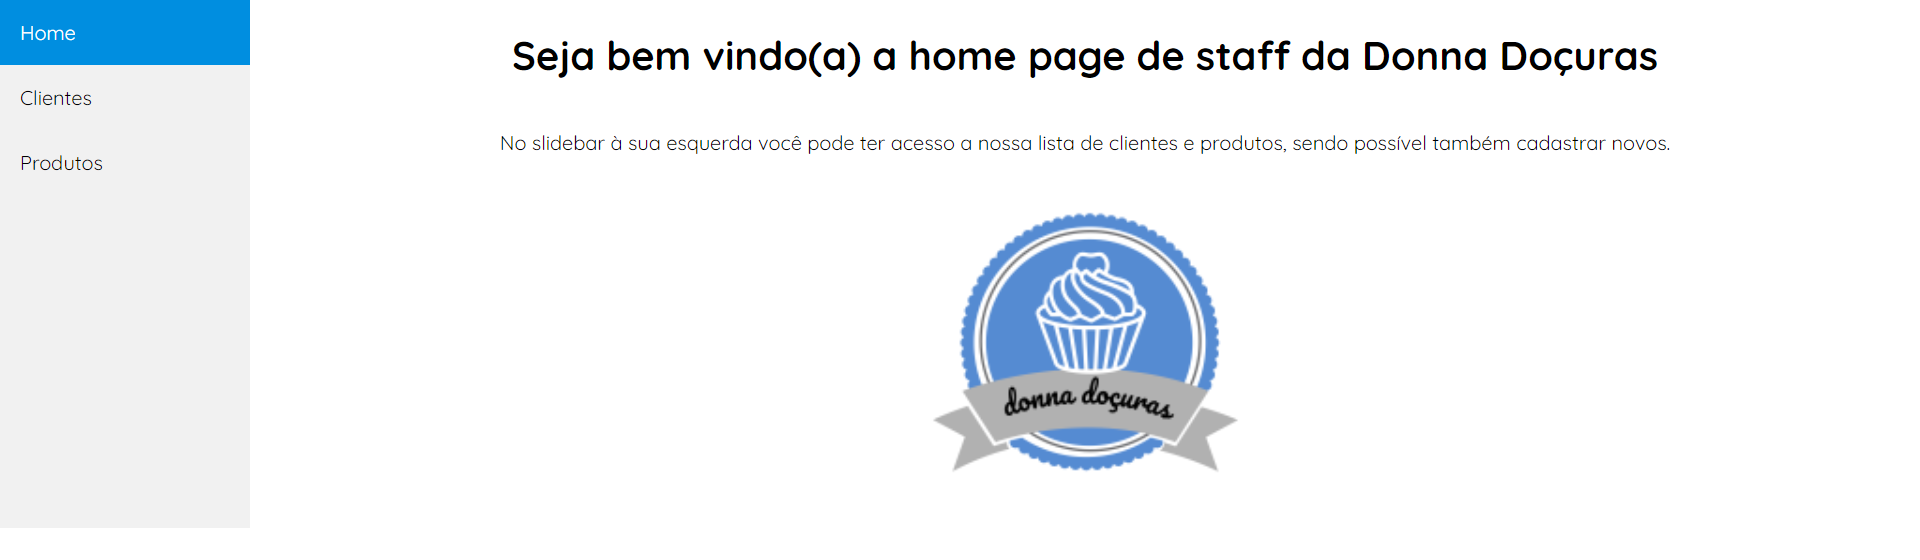 Home
Clientes
Produtos
Seja bem vindo(a) a home page de staff da Donna Doçuras
No slidebar à sua esquerda você pode ter acesso a nossa lista de clientes e produtos, sendo possível também cadastrar novos.
donna doçuras